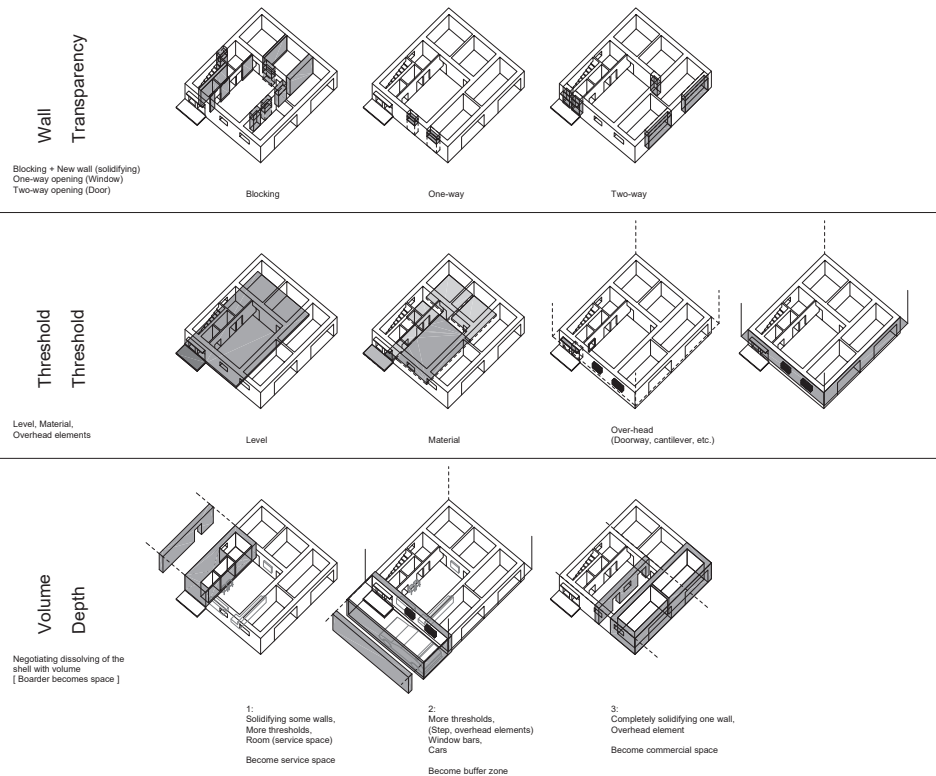 Wall
Transparency
Blocking + New wall (solidifying)
One-way opening (Window)
Two-way opening (Door)
Blocking
One-way
Two-way
Threshold
Threshold
Level, Material,
Overhead elements
Level
Material
Over-head
(Doorway, cantilever, etc.)
Volume
Depth
Negotiating dissolving of the
shell with volume
[ Boarder becomes space ]
1:
Solidifying some walls,
More thresholds,
Room (service space)
Become service space
2:
More thresholds,
(Step, overhead elements)
Window bars,
Cars
Become buffer zone
3:
Completely solidifying one wall,
Overhead element
Become commercial space